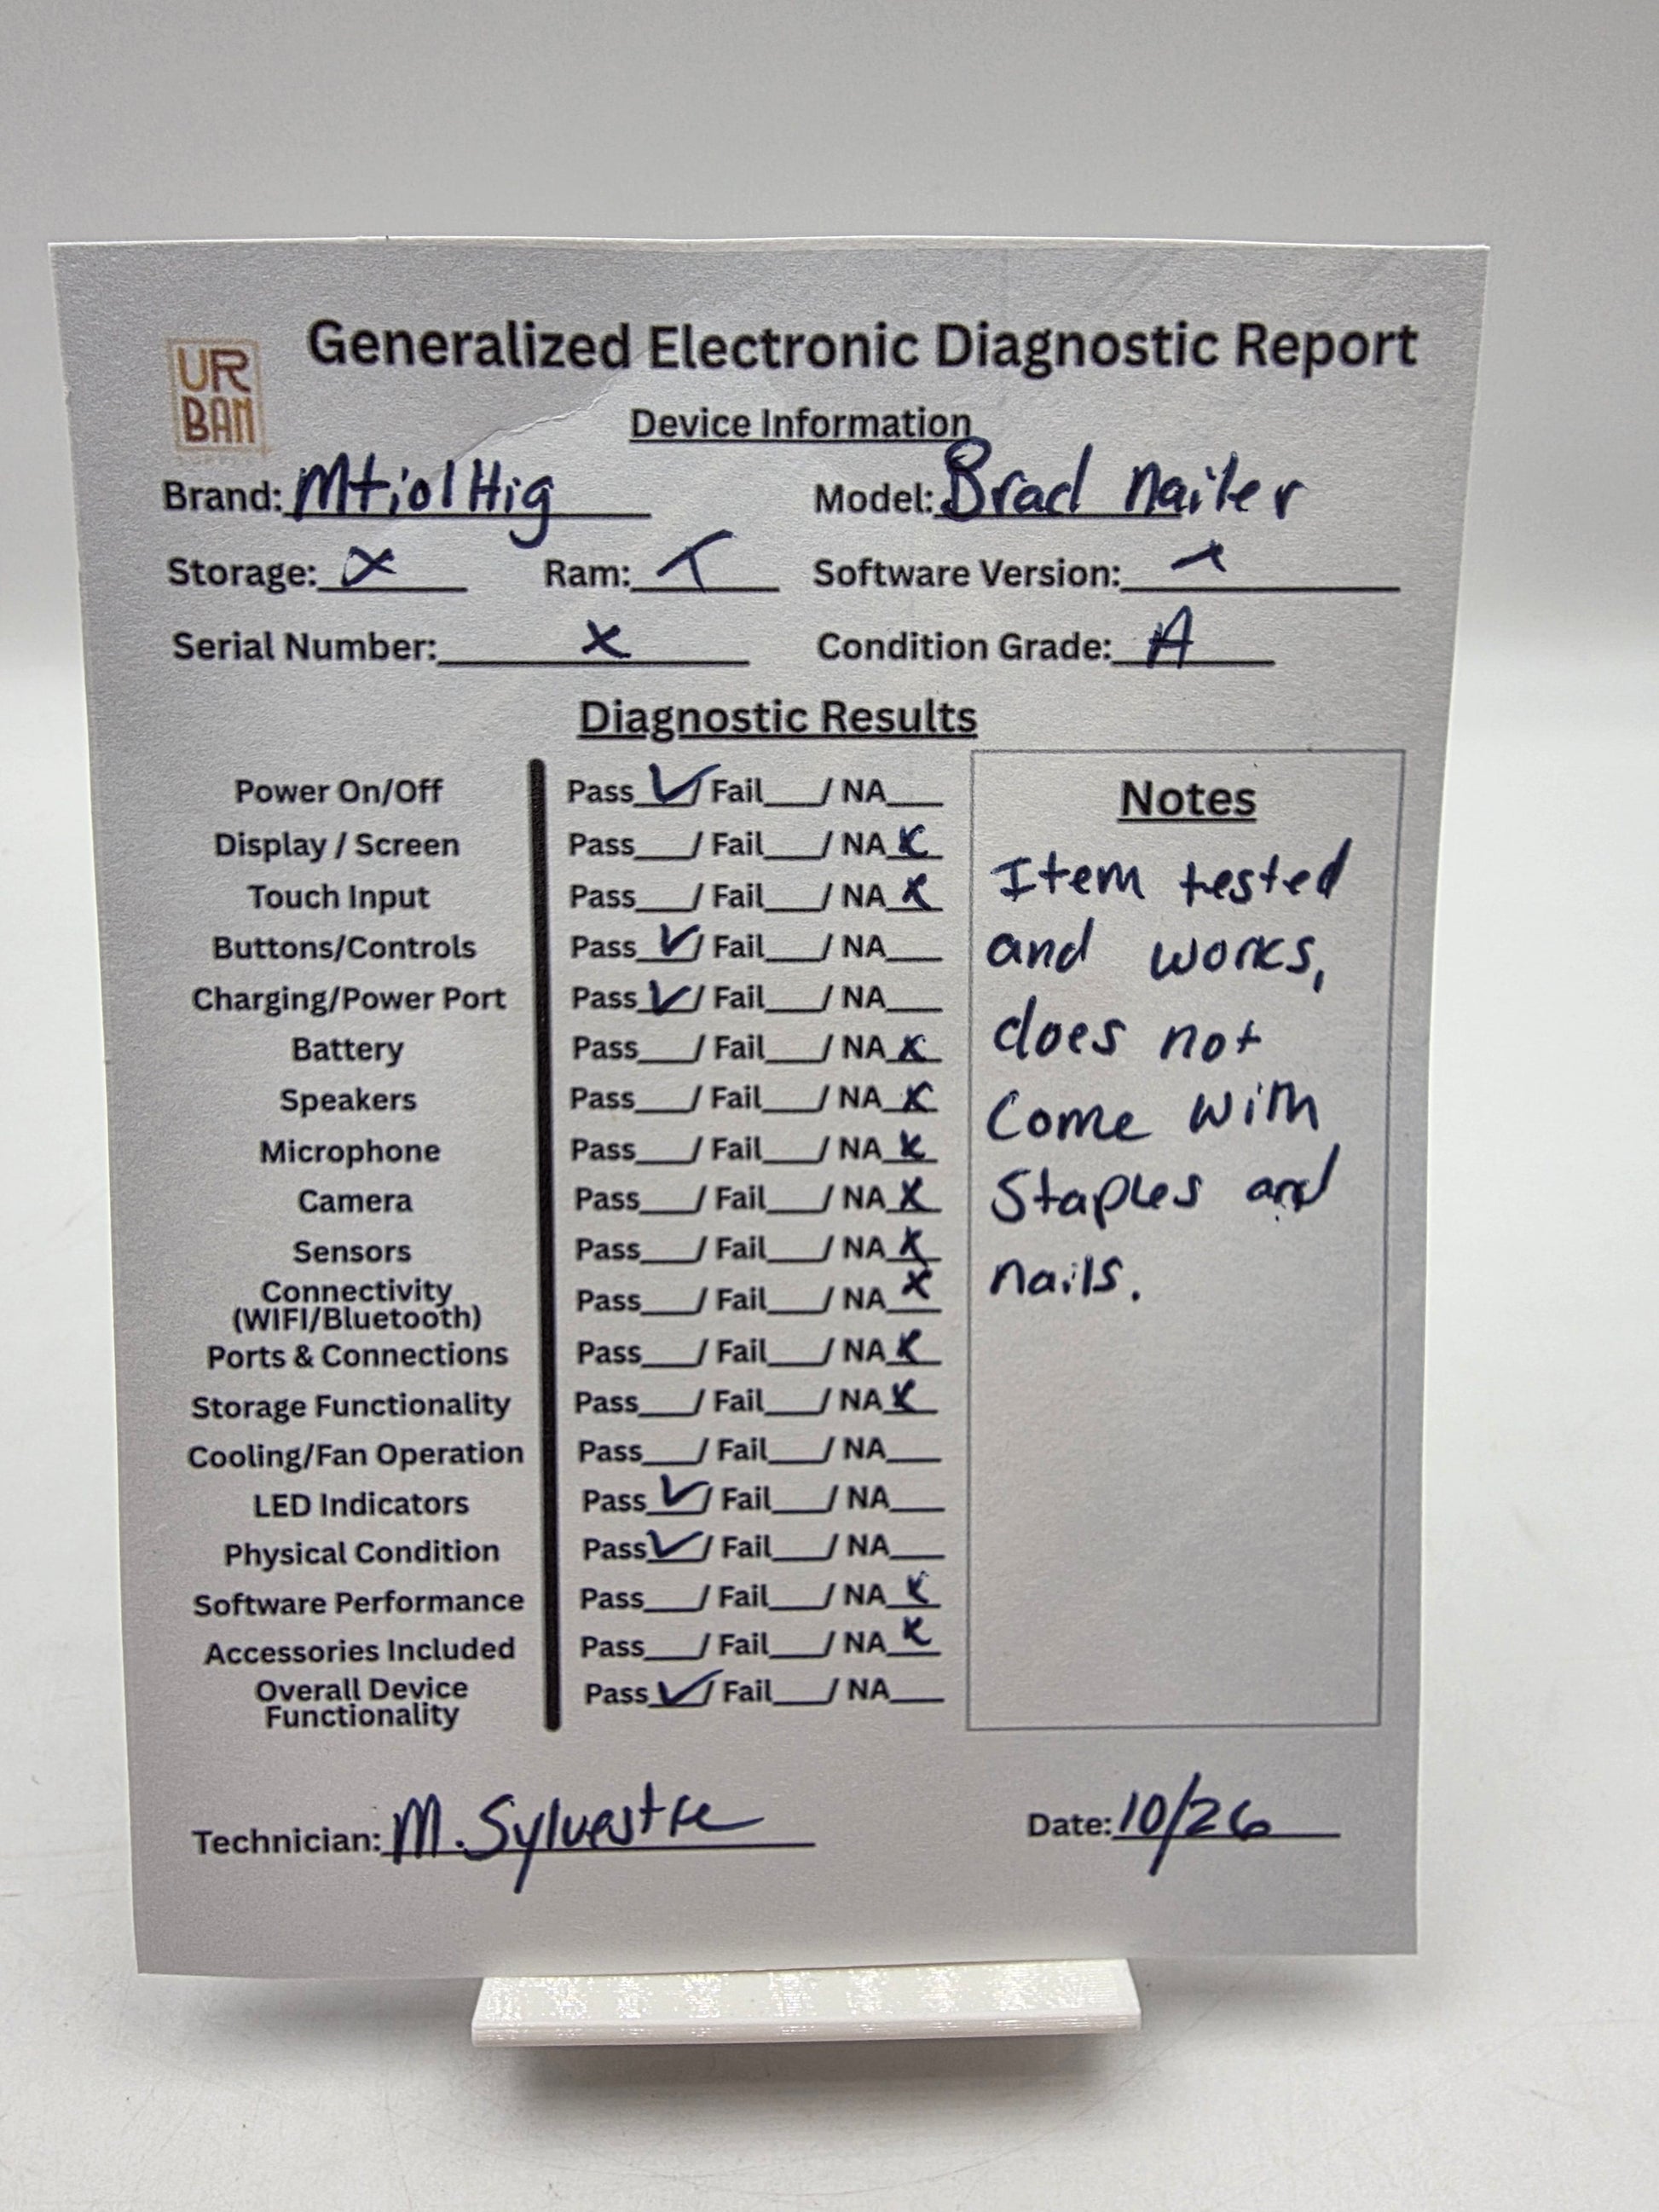 Generalized Electronic Diagnostic Report
UR
BAN
Device Information
Brand: MtiolHig Model: Brad Nailer
Storage: X Ram: X Software Version: X
Serial Number: X Condition Grade: A
Diagnostic Results
Power On/Off Pass ✓ / Fail___/ NA___
Display / Screen Pass___/ Fail___/ NA X
Touch Input Pass___/ Fail___/ NA X
Buttons/Controls Pass ✓ / Fail___/ NA___
Charging/Power Port Pass ✓ / Fail___/ NA___
Battery Pass___/ Fail___/ NA X
Speakers Pass___/ Fail___/ NA X
Microphone Pass___/ Fail___/ NA X
Camera Pass___/ Fail___/ NA X
Sensors Pass___/ Fail___/ NA X
Connectivity
(WIFI/Bluetooth) Pass___/ Fail___/ NA X
Ports & Connections Pass___/ Fail___/ NA X
Storage Functionality Pass___/ Fail___/ NA X
Cooling/Fan Operation Pass___/ Fail___/ NA___
LED Indicators Pass ✓ / Fail___/ NA___
Physical Condition Pass ✓ / Fail___/ NA___
Software Performance Pass___/ Fail___/ NA X
Accessories Included Pass___/ Fail___/ NA X
Overall Device
Functionality Pass ✓ / Fail___/ NA___
Notes
Item tested
and works,
does not
Come with
Staples and
nails.
Technician: M. Sylvestre Date: 10/26